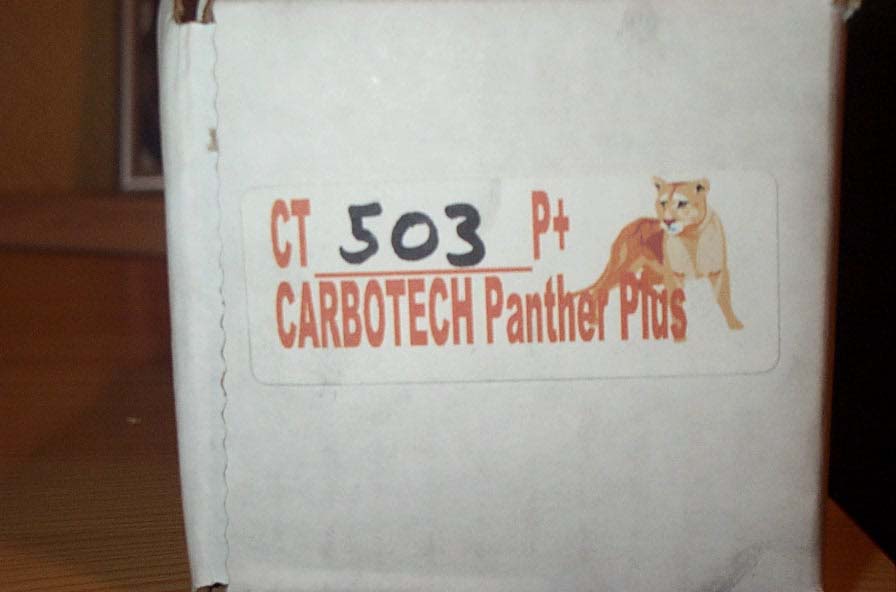 CT 503 P+
CARBOTECH Panther Plus